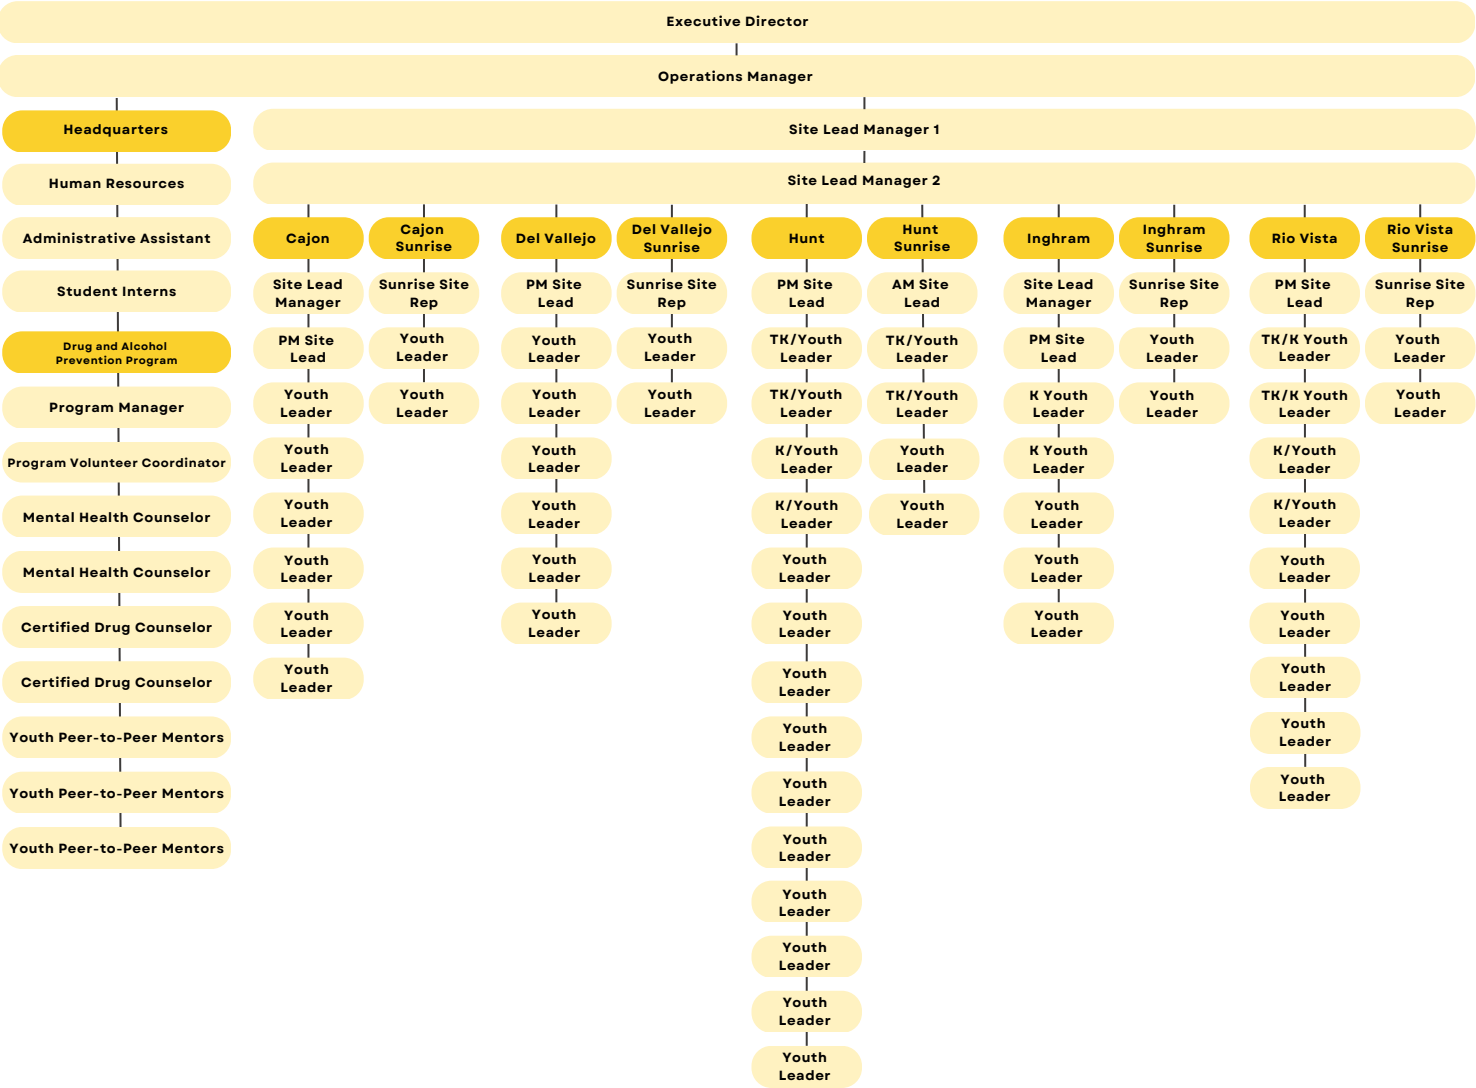 Executive Director
Operations Manager
Headquarters
Human Resources
Administrative Assistant
Student Interns
Drug and Alcohol
Prevention Program
Program Manager
Program Volunteer Coordinator
Mental Health Counselor
Mental Health Counselor
Certified Drug Counselor
Certified Drug Counselor
Youth Peer-to-Peer Mentors
Youth Peer-to-Peer Mentors
Youth Peer-to-Peer Mentors
Site Lead Manager 1
Site Lead Manager 2
Cajon
Site Lead
Manager
PM Site
Lead
Youth
Leader
Youth
Leader
Youth
Leader
Youth
Leader
Youth
Leader
Youth
Leader
Cajon
Sunrise
Sunrise Site
Rep
Youth
Leader
Youth
Leader
Del Vallejo
PM Site
Lead
Youth
Leader
Youth
Leader
Youth
Leader
Youth
Leader
Youth
Leader
Youth
Leader
Del Vallejo
Sunrise
Sunrise Site
Rep
Youth
Leader
Youth
Leader
Hunt
PM Site
Lead
TK/Youth
Leader
TK/Youth
Leader
K/Youth
Leader
K/Youth
Leader
Youth
Leader
Youth
Leader
Youth
Leader
Youth
Leader
Youth
Leader
Youth
Leader
Youth
Leader
Youth
Leader
Youth
Leader
Youth
Leader
Hunt
Sunrise
AM Site
Lead
TK/Youth
Leader
TK/Youth
Leader
Youth
Leader
Youth
Leader
Inghram
Site Lead
Manager
PM Site
Lead
K Youth
Leader
K Youth
Leader
Youth
Leader
Youth
Leader
Youth
Leader
Inghram
Sunrise
Sunrise Site
Rep
Youth
Leader
Youth
Leader
Rio Vista
PM Site
Lead
TK/K Youth
Leader
TK/K Youth
Leader
K/Youth
Leader
K/Youth
Leader
Youth
Leader
Youth
Leader
Youth
Leader
Youth
Leader
Youth
Leader
Rio Vista
Sunrise
Sunrise Site
Rep
Youth
Leader
Youth
Leader